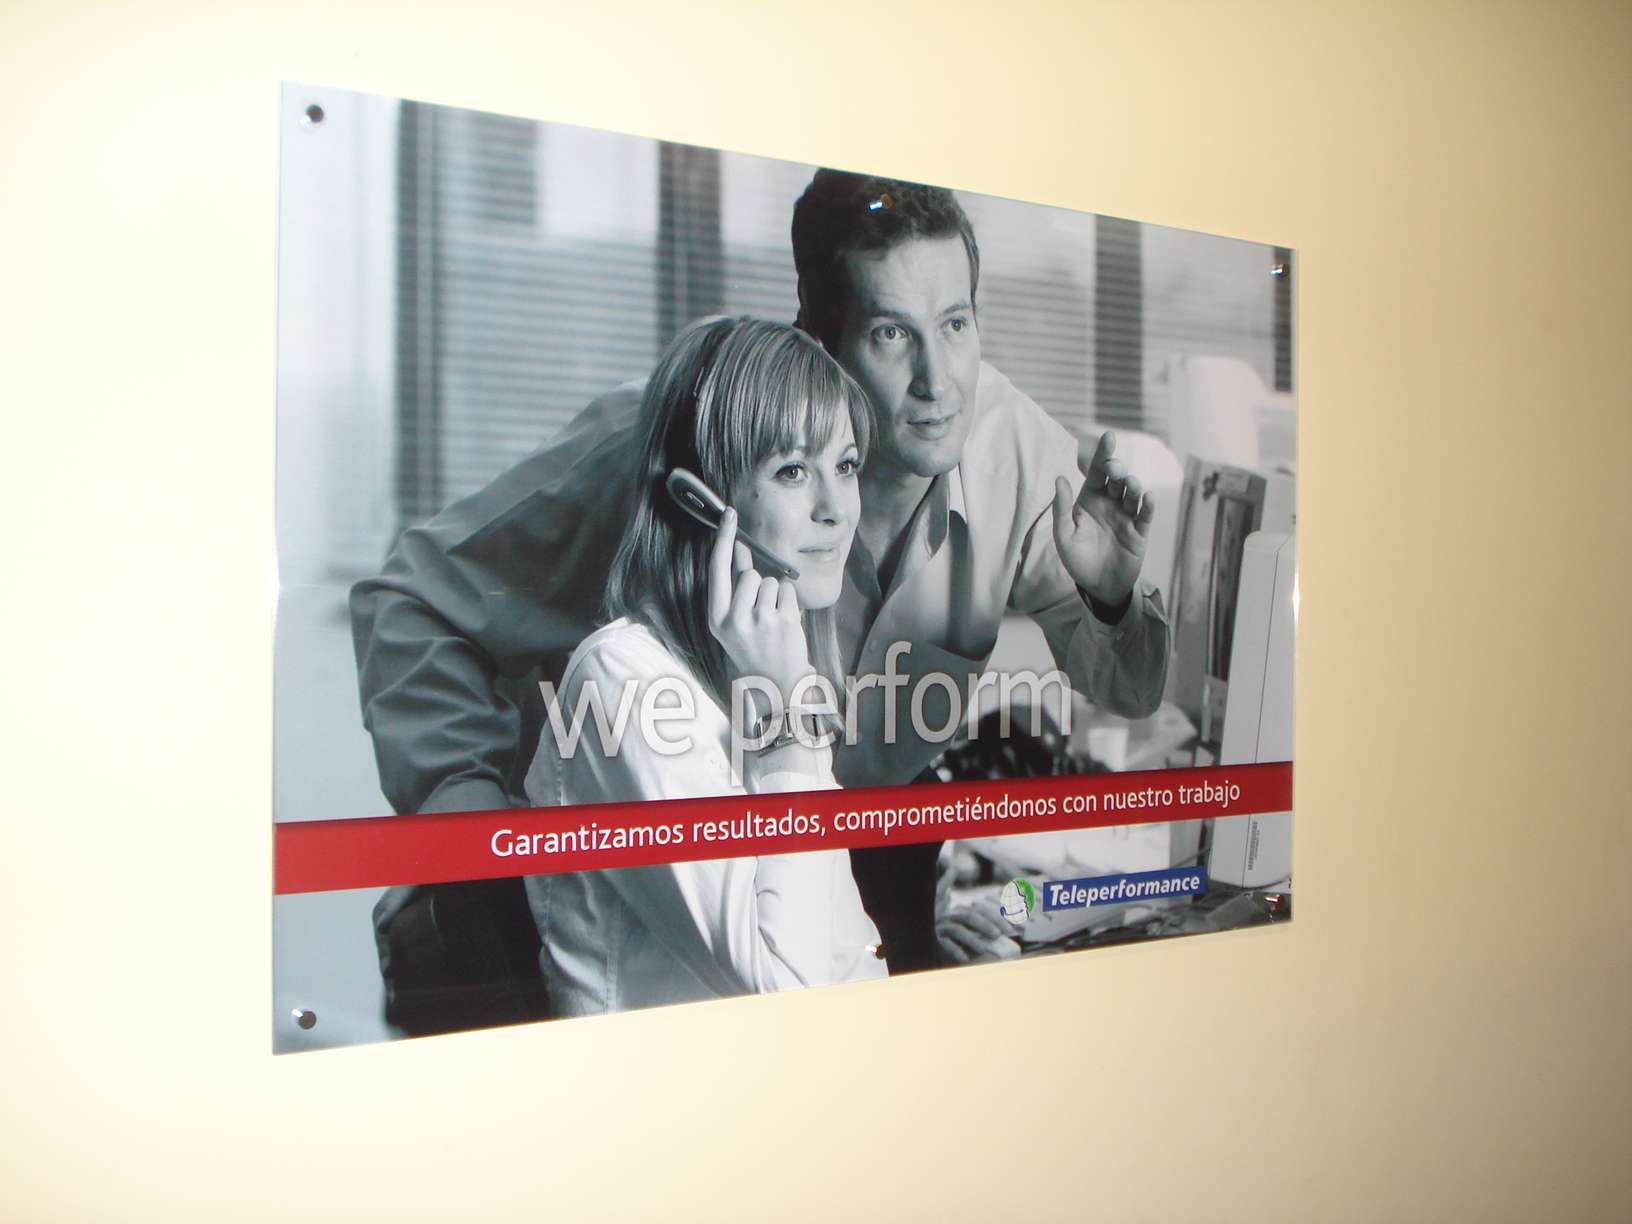 we perform
Garantizamos resultados, comprometiéndonos con nuestro trabajo
Teleperformance